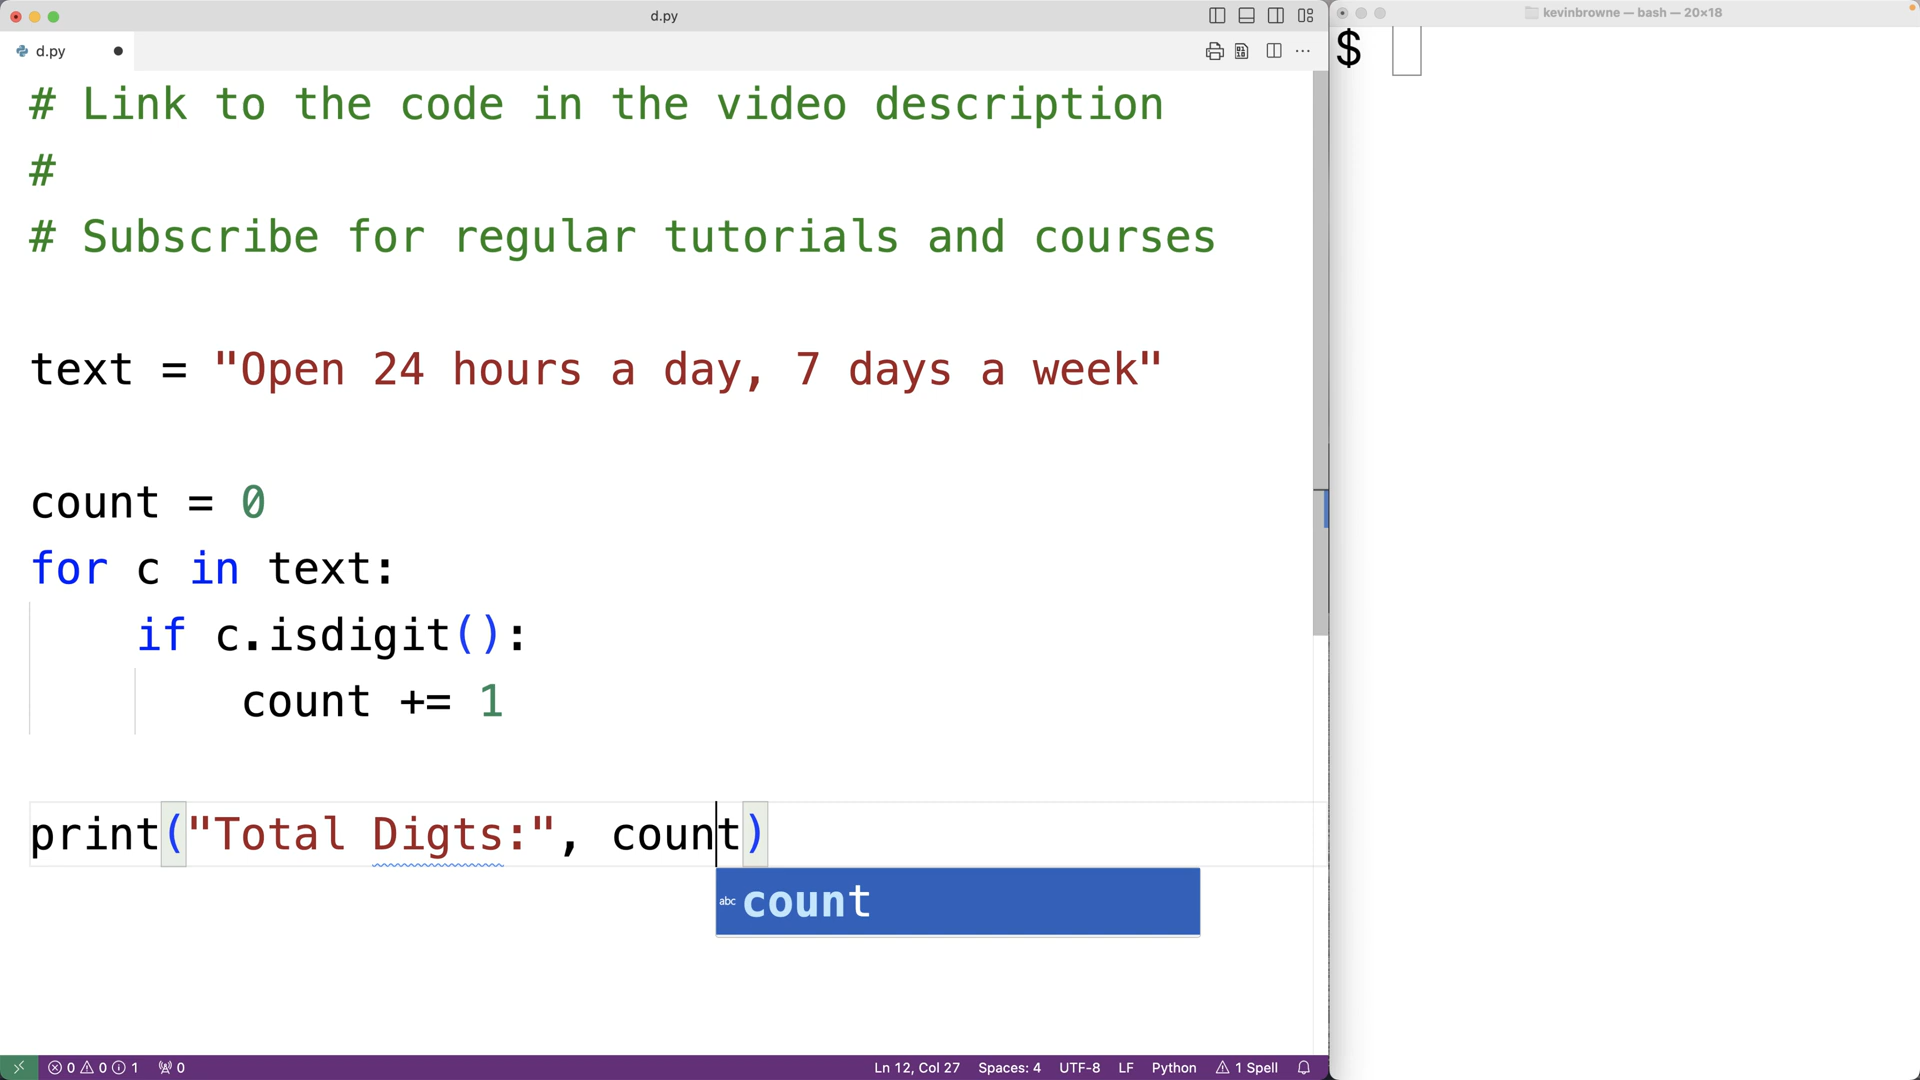 d.py
kevinbrowne — bash — 20×18
d.py
$
# Link to the code in the video description
#
# Subscribe for regular tutorials and courses
text = "Open 24 hours a day, 7 days a week"
count = 0
for c in text:
if c.isdigit():
count += 1
print("Total Digts:", count)
abc count
0 0 1 0 Ln 12, Col 27 Spaces: 4 UTF-8 LF Python 1 Spell